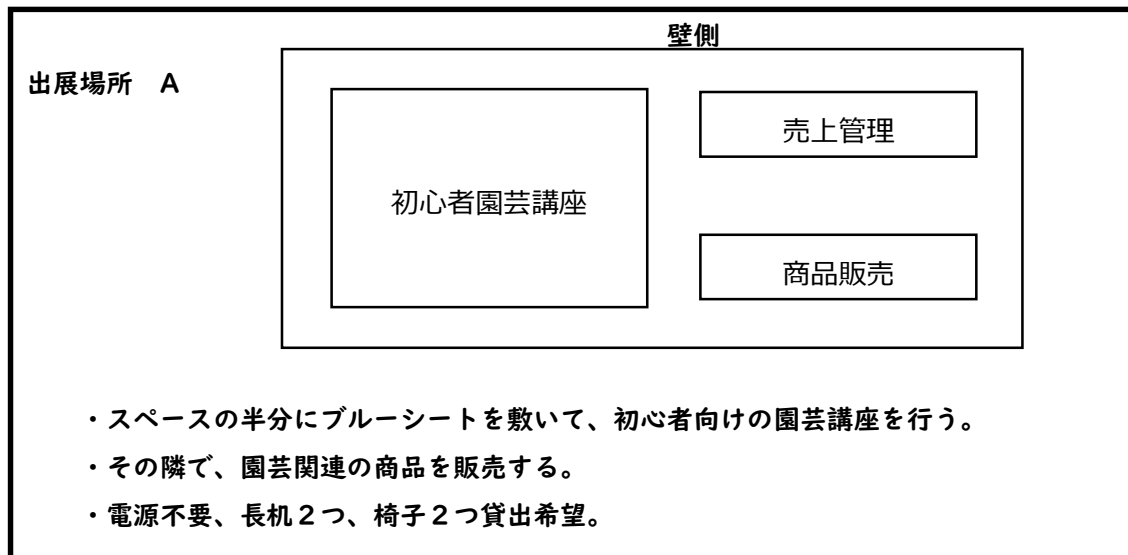 壁側
出展場所　A
売上管理
初心者園芸講座
商品販売
・スペースの半分にブルーシートを敷いて、初心者向けの園芸講座を行う。
・その隣で、園芸関連の商品を販売する。
・電源不要、長机２つ、椅子２つ貸出希望。